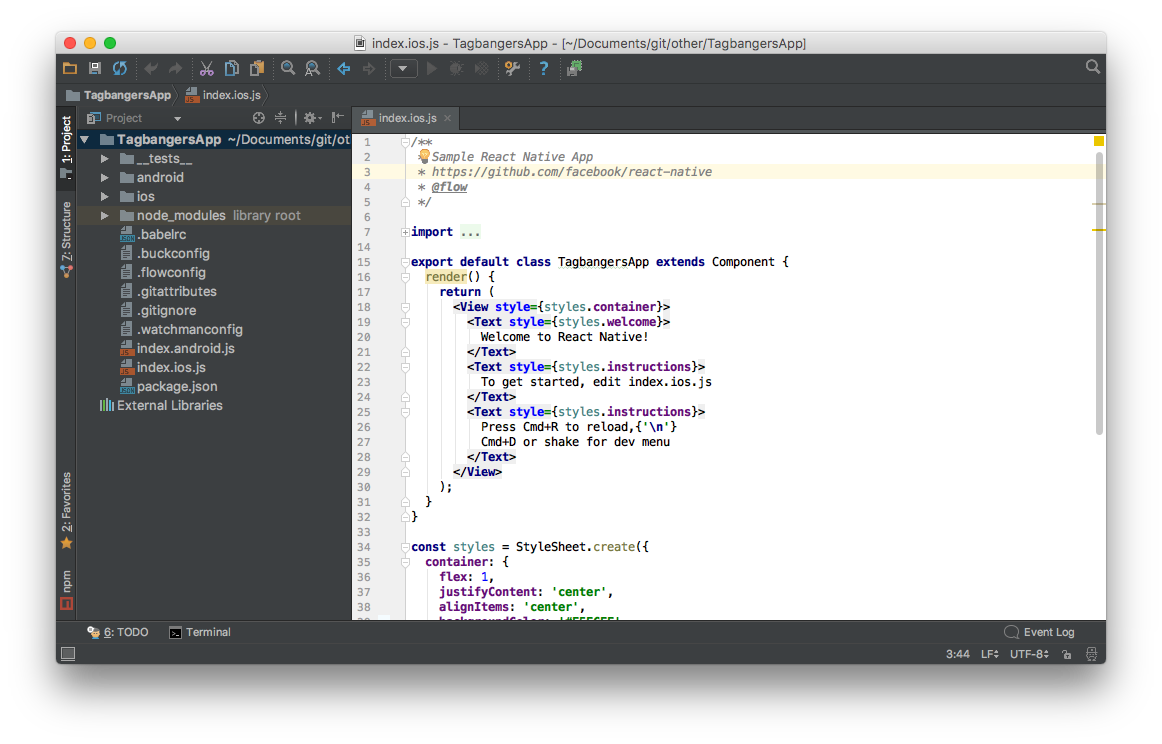 index.ios.js - TagbangersApp - [~/Documents/git/other/TagbangersApp]
TagbangersApp
index.ios.js
1: Project
Z: Structure
2: Favorites
npm
Project
TagbangersApp ~/Documents/git/ot
__tests__
android
ios
node_modules library root
.babelrc
.buckconfig
.flowconfig
.gitattributes
.gitignore
.watchmanconfig
index.android.js
index.ios.js
package.json
External Libraries
index.ios.js
1 /**
2 * Sample React Native App
3 * https://github.com/facebook/react-native
4 * @flow
5 */
6
7 import ...
14
15 export default class TagbangersApp extends Component {
16 render() {
17 return (
18 <View style={styles.container}>
19 <Text style={styles.welcome}>
20 Welcome to React Native!
21 </Text>
22 <Text style={styles.instructions}>
23 To get started, edit index.ios.js
24 </Text>
25 <Text style={styles.instructions}>
26 Press Cmd+R to reload,{'\n'}
27 Cmd+D or shake for dev menu
28 </Text>
29 </View>
30 );
31 }
32 }
33
34 const styles = StyleSheet.create({
35 container: {
36 flex: 1,
37 justifyContent: 'center',
38 alignItems: 'center',
6: TODO
Terminal
Event Log
3:44 LF UTF-8